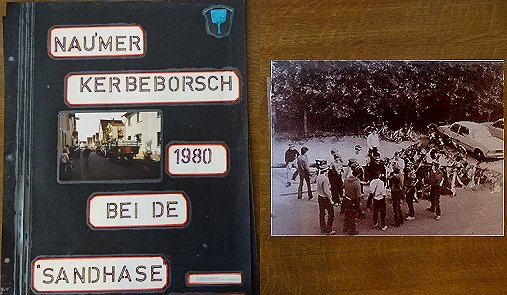 NAU'MER
KERBEBORSCH
1980
BEI DE
"SANDHASE"